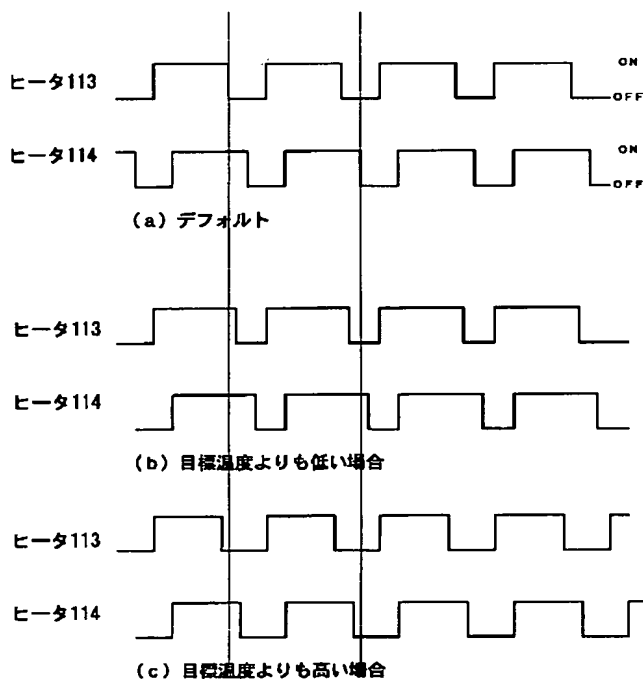 ヒータ113
ON
OFF
ヒータ114
ON
OFF
(a)デフォルト
ヒータ113
ヒータ114
(b)目標温度よりも低い場合
ヒータ113
ヒータ114
(c)目標温度よりも高い場合